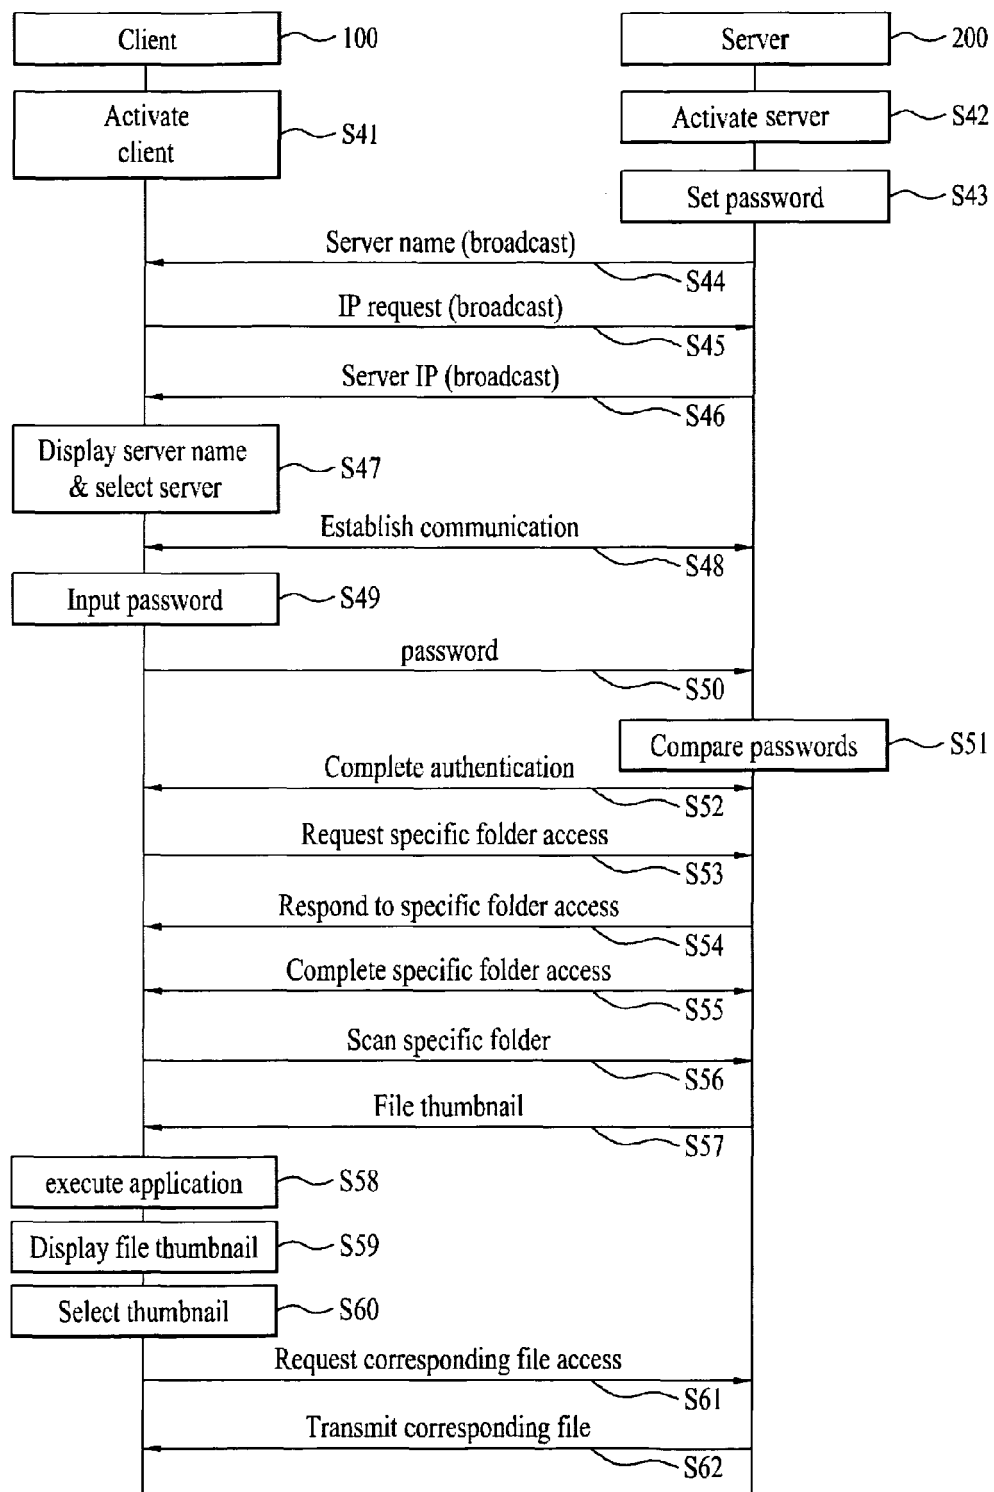 Client
100
Server
200
Activate
client
S41
Activate server
S42
Set password
S43
Server name (broadcast)
S44
IP request (broadcast)
S45
Server IP (broadcast)
S46
Display server name
& select server
S47
Establish communication
S48
Input password
S49
password
S50
Compare passwords
S51
Complete authentication
S52
Request specific folder access
S53
Respond to specific folder access
S54
Complete specific folder access
S55
Scan specific folder
S56
File thumbnail
S57
execute application
S58
Display file thumbnail
S59
Select thumbnail
S60
Request corresponding file access
S61
Transmit corresponding file
S62